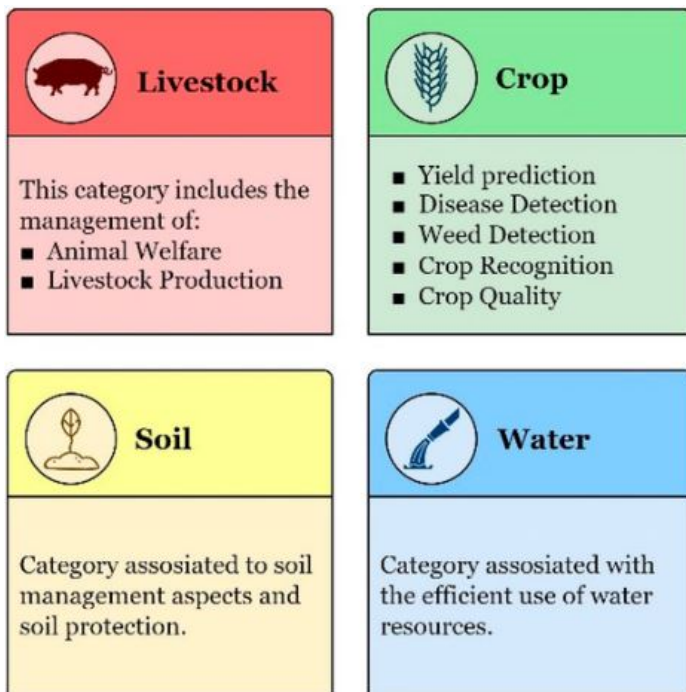 Livestock
This category includes the
management of:
■ Animal Welfare
■ Livestock Production
Crop
■ Yield prediction
■ Disease Detection
■ Weed Detection
■ Crop Recognition
■ Crop Quality
Soil
Category assosiated to soil
management aspects and
soil protection.
Water
Category assosiated with
the efficient use of water
resources.